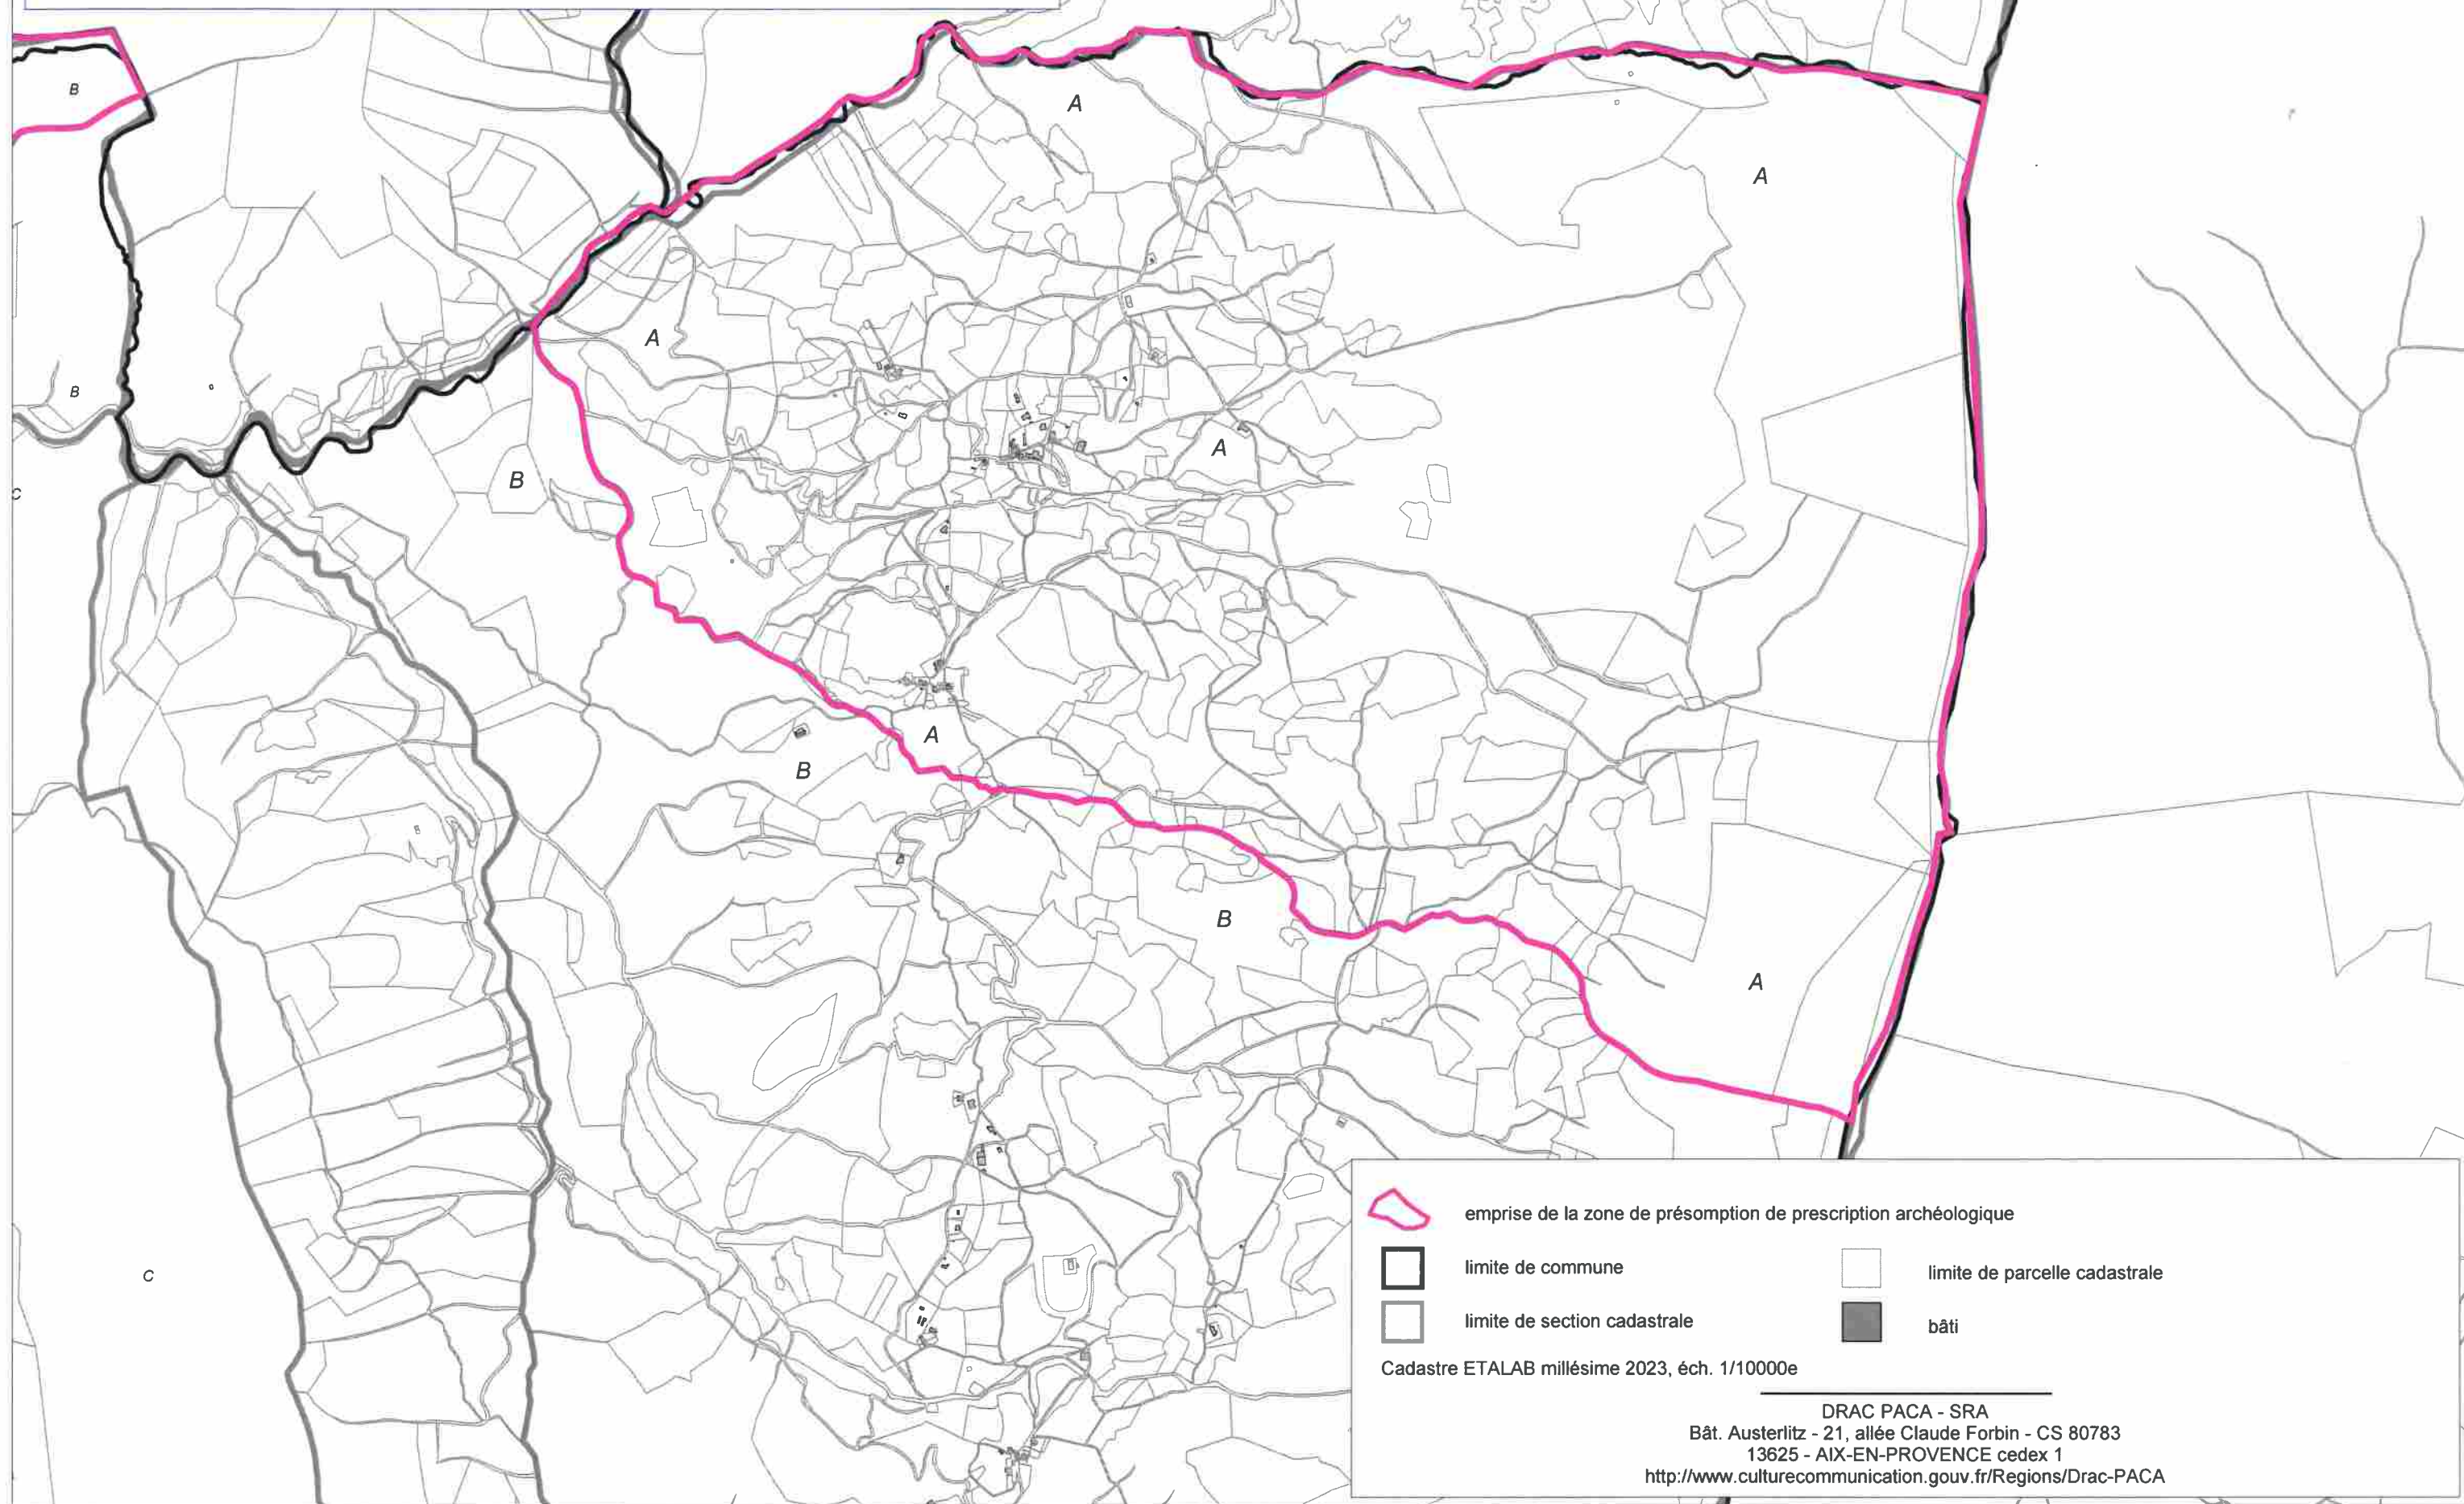 B
A
A
A
B
A
B
C
A
B
B
A
C
emprise de la zone de présomption de prescription archéologique
limite de commune
limite de parcelle cadastrale
limite de section cadastrale
bâti
Cadastre ETALAB millésime 2023, éch. 1/10000e
DRAC PACA - SRA
Bât. Austerlitz - 21, allée Claude Forbin - CS 80783
13625 - AIX-EN-PROVENCE cedex 1
http://www.culturecommunication.gouv.fr/Regions/Drac-PACA